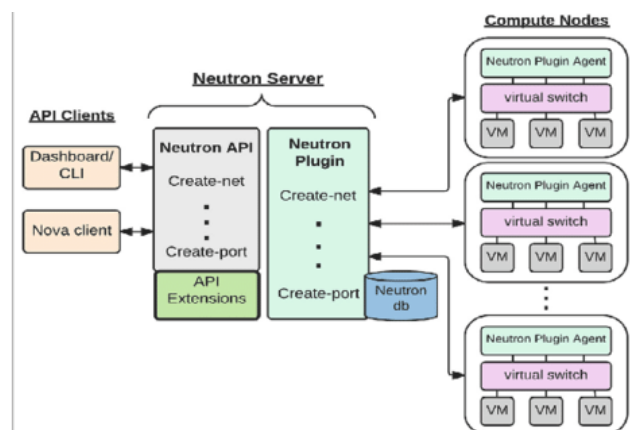 Compute Nodes
Neutron Server
API Clients
Dashboard/
CLI
Nova client
Neutron API
Create-net
Create-port
API
Extensions
Neutron
Plugin
Create-net
Create-port
Neutron
db
Neutron Plugin Agent
virtual switch
VM VM VM
Neutron Plugin Agent
virtual switch
VM VM VM
Neutron Plugin Agent
virtual switch
VM VM VM